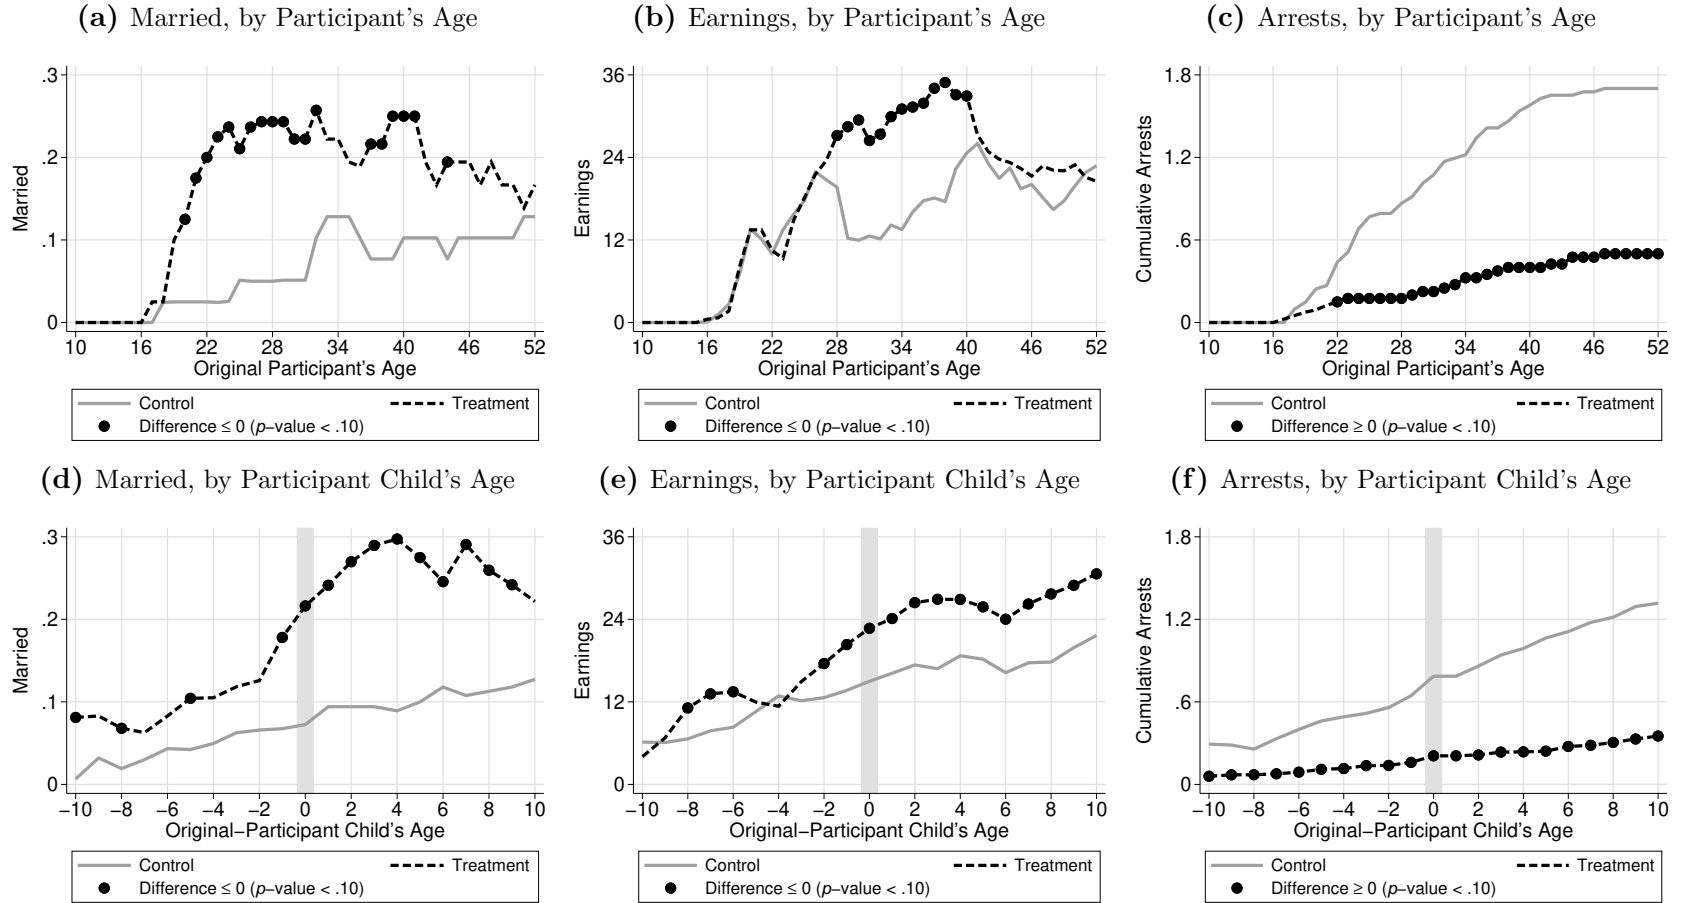 (a) Married, by Participant's Age
.3
.2
.1
0
Married
10 16 22 28 34 40 46 52
Original Participant's Age
Control Treatment
Difference ≤ 0 (p−value < .10)
(b) Earnings, by Participant's Age
36
24
12
0
Earnings
10 16 22 28 34 40 46 52
Original Participant's Age
Control Treatment
Difference ≤ 0 (p−value < .10)
(c) Arrests, by Participant's Age
1.8
1.2
.6
0
Cumulative Arrests
10 16 22 28 34 40 46 52
Original Participant's Age
Control Treatment
Difference ≥ 0 (p−value < .10)
(d) Married, by Participant Child's Age
.3
.2
.1
0
Married
−10 −8 −6 −4 −2 0 2 4 6 8 10
Original−Participant Child's Age
Control Treatment
Difference ≤ 0 (p−value < .10)
(e) Earnings, by Participant Child's Age
36
24
12
0
Earnings
−10 −8 −6 −4 −2 0 2 4 6 8 10
Original−Participant Child's Age
Control Treatment
Difference ≤ 0 (p−value < .10)
(f) Arrests, by Participant Child's Age
1.8
1.2
.6
0
Cumulative Arrests
−10 −8 −6 −4 −2 0 2 4 6 8 10
Original−Participant Child's Age
Control Treatment
Difference ≥ 0 (p−value < .10)